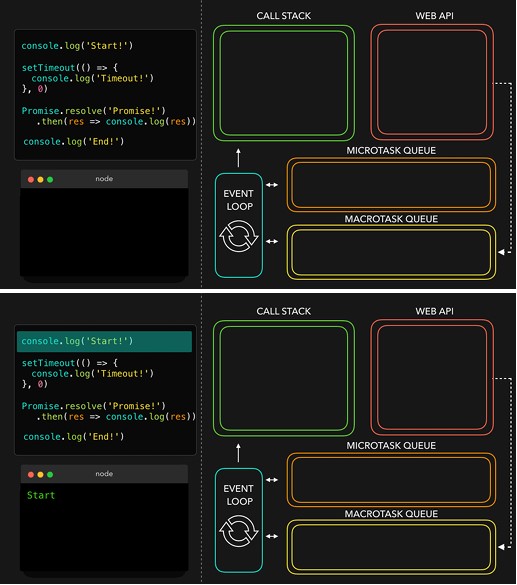 CALL STACK
WEB API
console.log('Start!')
setTimeout(() => {
console.log('Timeout!')
}, 0)
Promise.resolve('Promise!')
.then(res => console.log(res))
console.log('End!')
MICROTASK QUEUE
node
EVENT
LOOP
MACROTASK QUEUE
CALL STACK
WEB API
console.log('Start!')
setTimeout(() => {
console.log('Timeout!')
}, 0)
Promise.resolve('Promise!')
.then(res => console.log(res))
console.log('End!')
MICROTASK QUEUE
node
Start
EVENT
LOOP
MACROTASK QUEUE